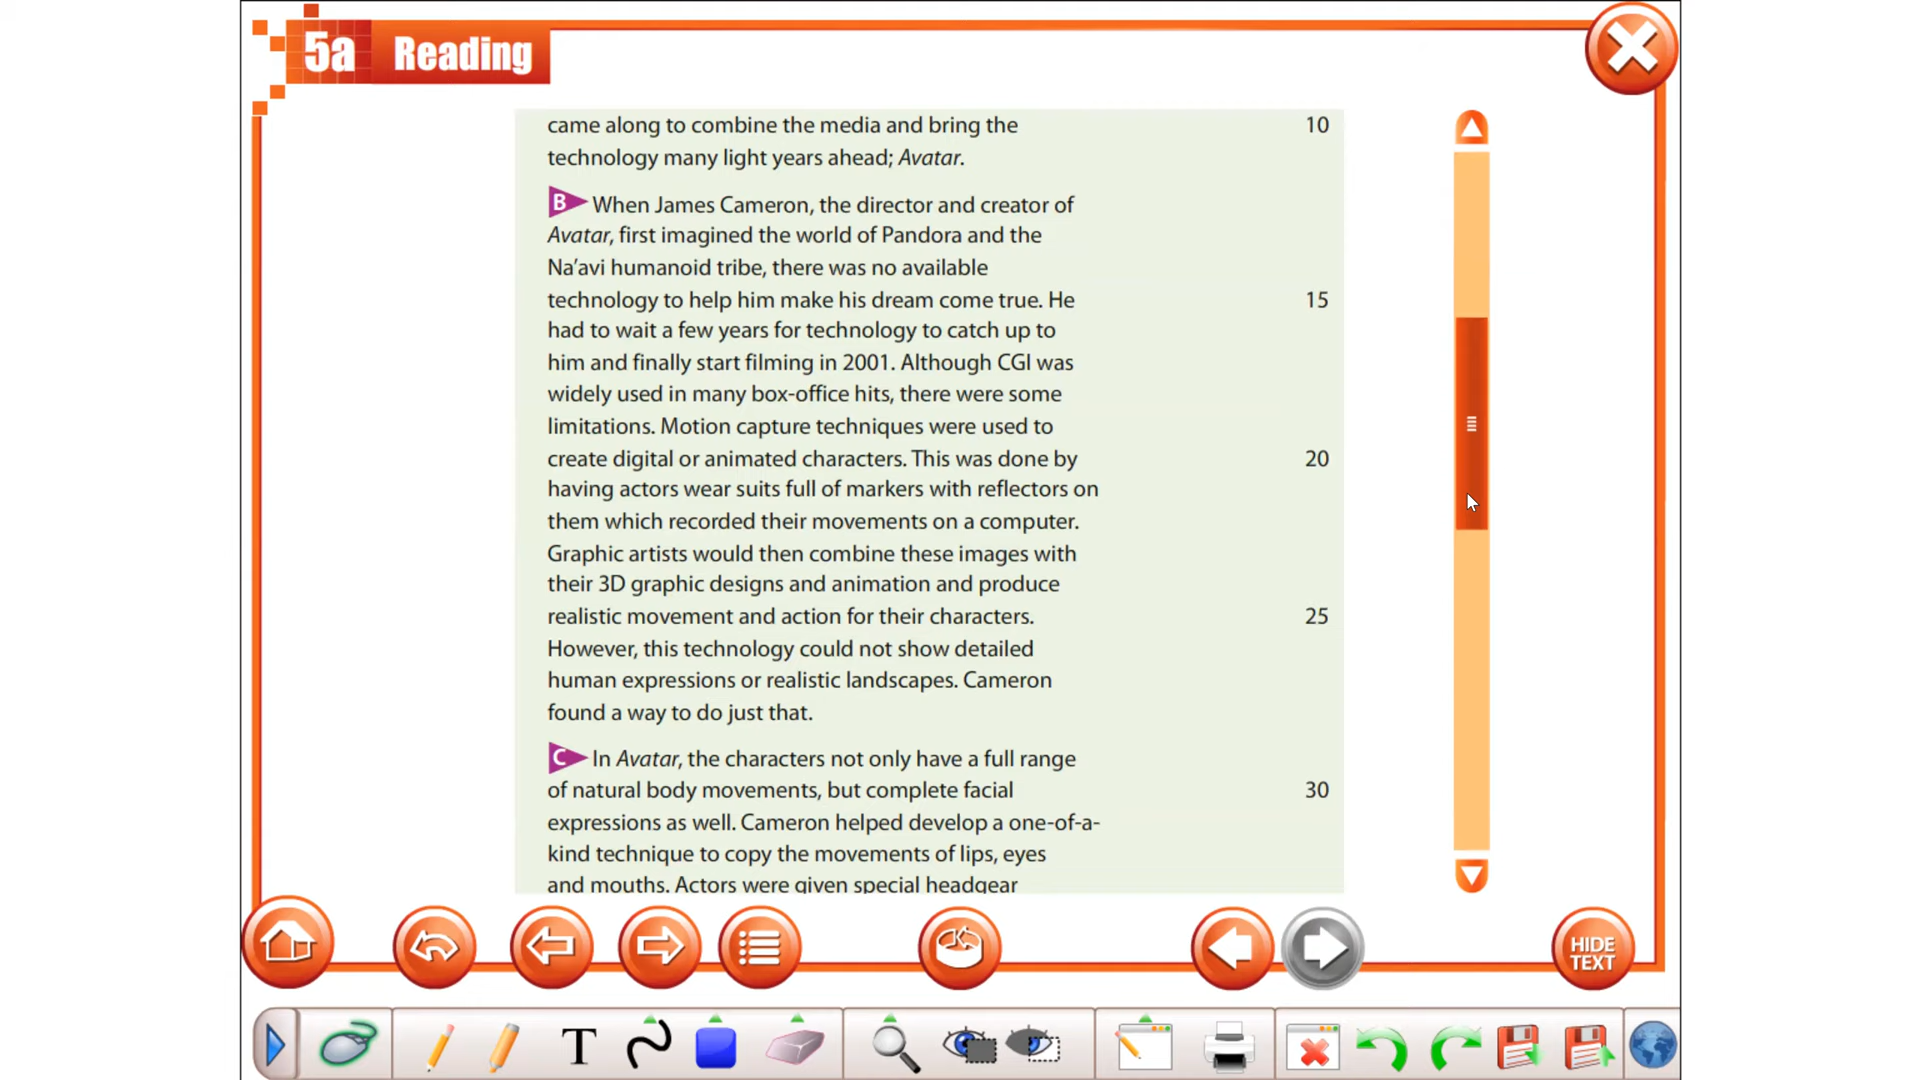 5a Reading
came along to combine the media and bring the 10
technology many light years ahead; Avatar.
B When James Cameron, the director and creator of
Avatar, first imagined the world of Pandora and the
Na'avi humanoid tribe, there was no available
technology to help him make his dream come true. He 15
had to wait a few years for technology to catch up to
him and finally start filming in 2001. Although CGI was
widely used in many box-office hits, there were some
limitations. Motion capture techniques were used to
create digital or animated characters. This was done by 20
having actors wear suits full of markers with reflectors on
them which recorded their movements on a computer.
Graphic artists would then combine these images with
their 3D graphic designs and animation and produce
realistic movement and action for their characters. 25
However, this technology could not show detailed
human expressions or realistic landscapes. Cameron
found a way to do just that.
C In Avatar, the characters not only have a full range
of natural body movements, but complete facial 30
expressions as well. Cameron helped develop a one-of-a-
kind technique to copy the movements of lips, eyes
and mouths. Actors were given special headgear
HIDE
TEXT
T